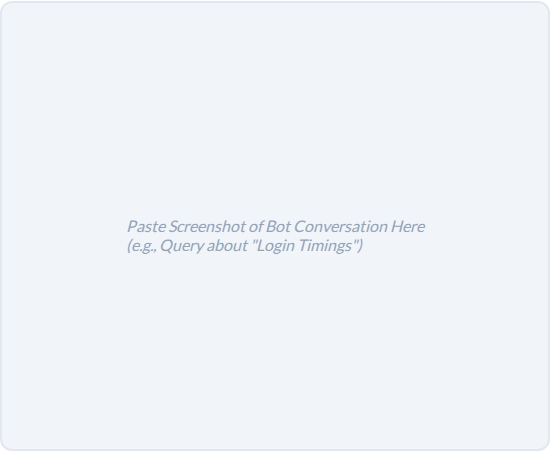 Paste Screenshot of Bot Conversation Here
(e.g., Query about "Login Timings")